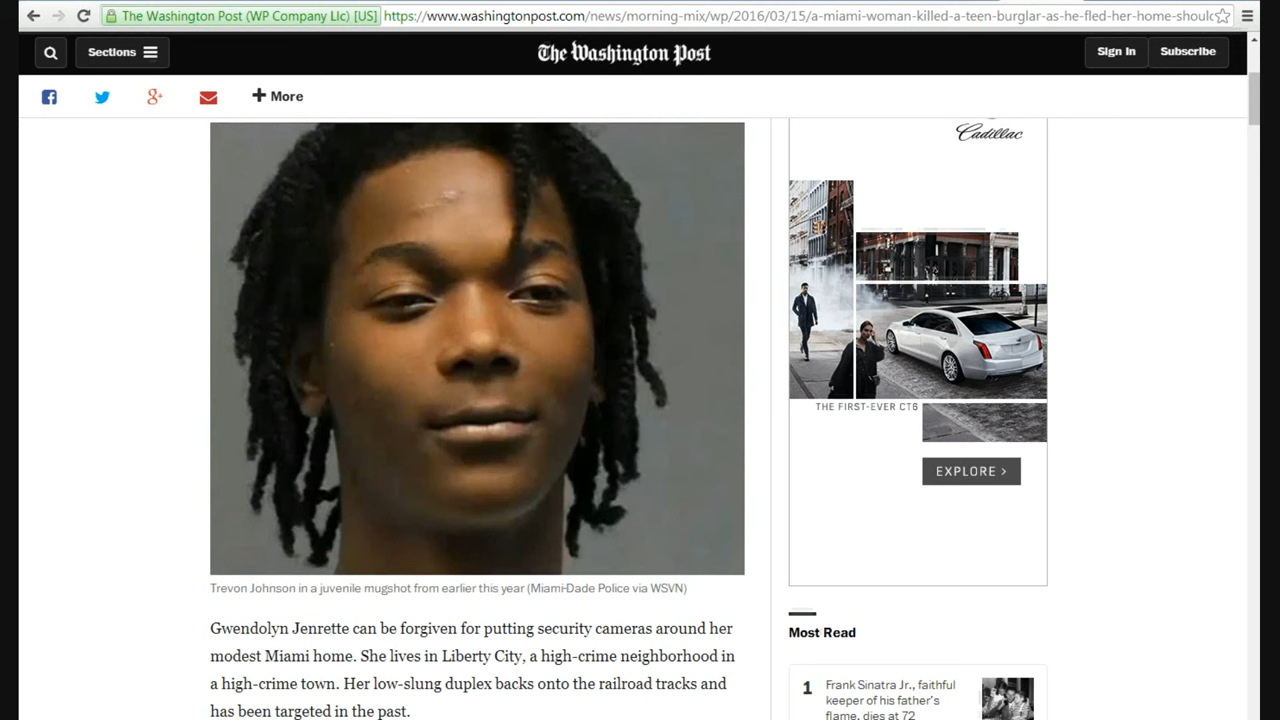 The Washington Post (WP Company Llc) [US]
https://www.washingtonpost.com/news/morning-mix/wp/2016/03/15/a-miami-woman-killed-a-teen-burglar-as-he-fled-her-home-shoulc
Sections
The Washington Post
Sign In
Subscribe
g+
+ More
Cadillac
THE FIRST-EVER CT6
EXPLORE >
Trevon Johnson in a juvenile mugshot from earlier this year (Miami-Dade Police via WSVN)
Gwendolyn Jenrette can be forgiven for putting security cameras around her
modest Miami home. She lives in Liberty City, a high-crime neighborhood in
a high-crime town. Her low-slung duplex backs onto the railroad tracks and
has been targeted in the past.
Most Read
1
Frank Sinatra Jr., faithful
keeper of his father's
flame, dies at 72